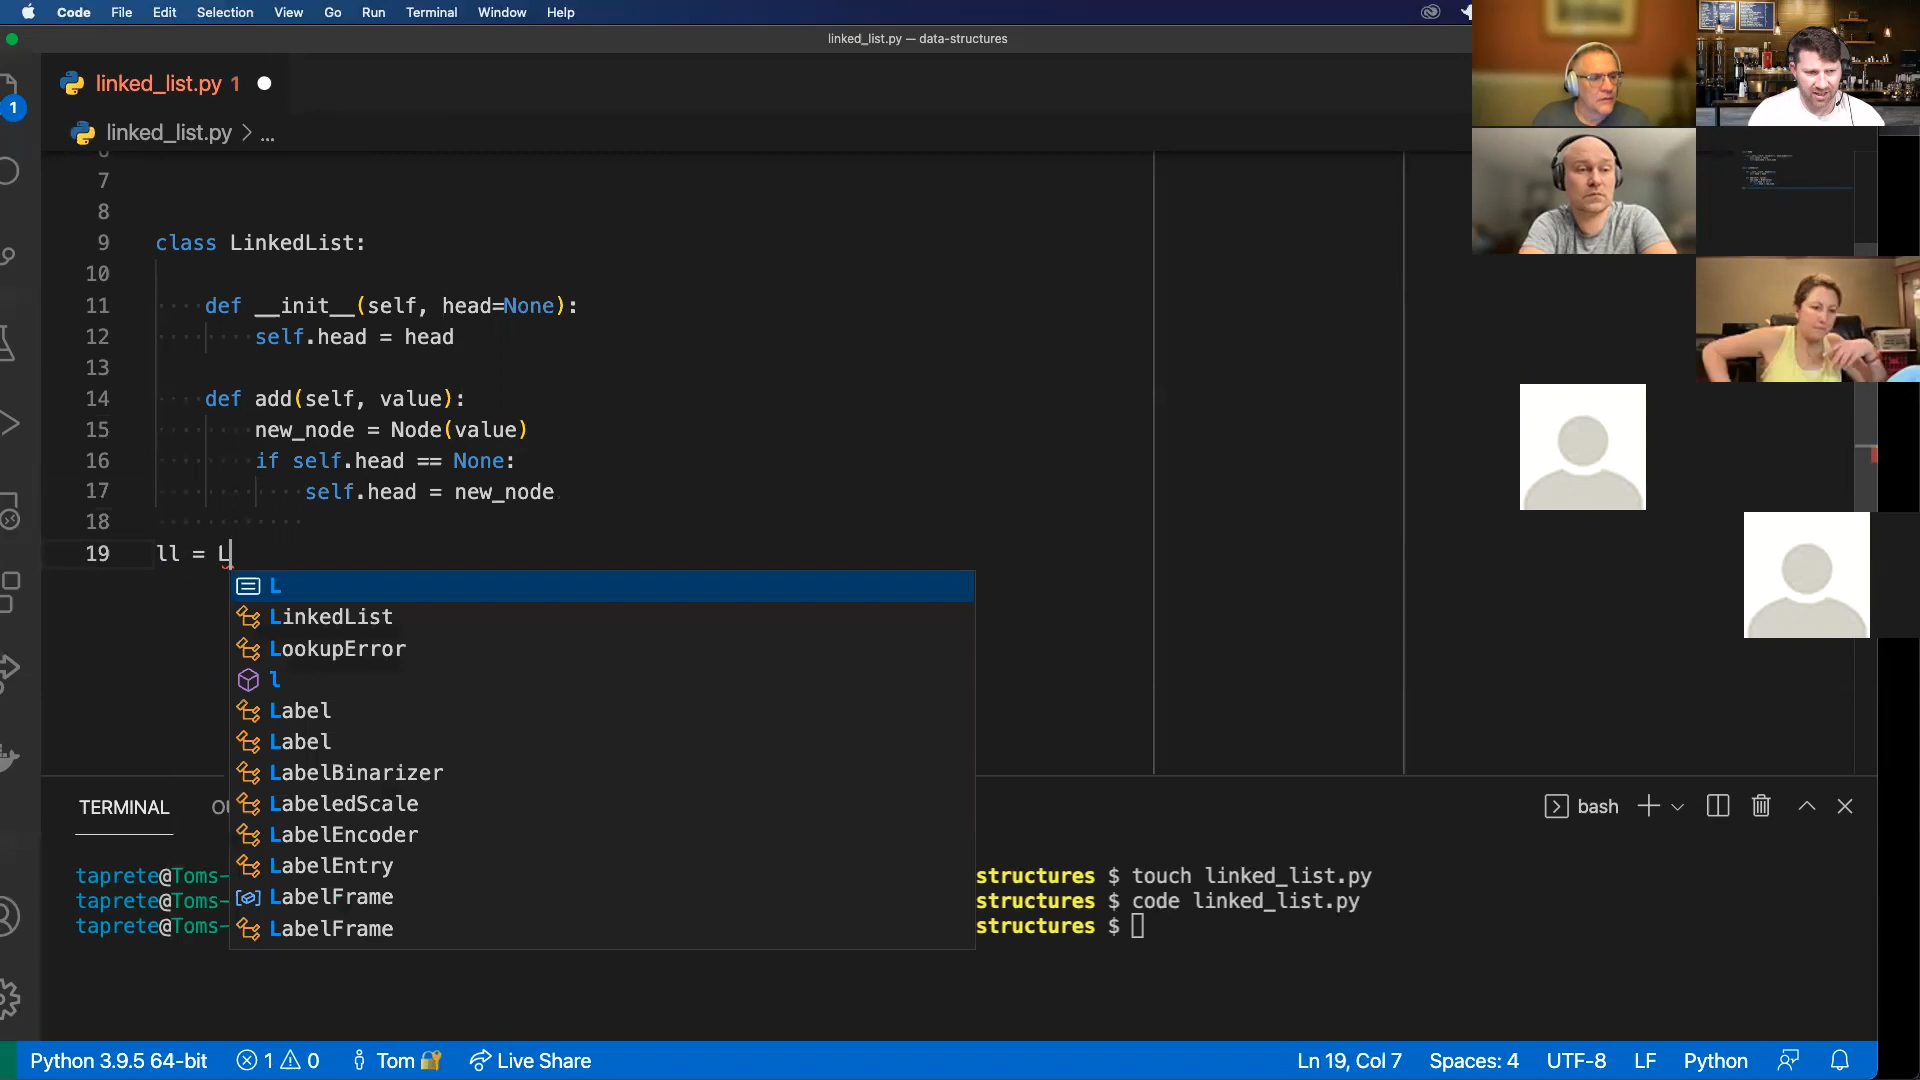 Code File Edit Selection View Go Run Terminal Window Help
linked_list.py — data-structures
linked_list.py 1
1
linked_list.py > ...
7
8
9 class LinkedList:
10
11 def __init__(self, head=None):
12 self.head = head
13
14 def add(self, value):
15 new_node = Node(value)
16 if self.head == None:
17 self.head = new_node
18
19 ll = L
L
LinkedList
LookupError
l
Label
Label
LabelBinarizer
LabeledScale
LabelEncoder
LabelEntry
LabelFrame
LabelFrame
TERMINAL
bash
taprete@Toms- structures $ touch linked_list.py
taprete@Toms- structures $ code linked_list.py
taprete@Toms- structures $
Python 3.9.5 64-bit 1 0 Tom Live Share Ln 19, Col 7 Spaces: 4 UTF-8 LF Python